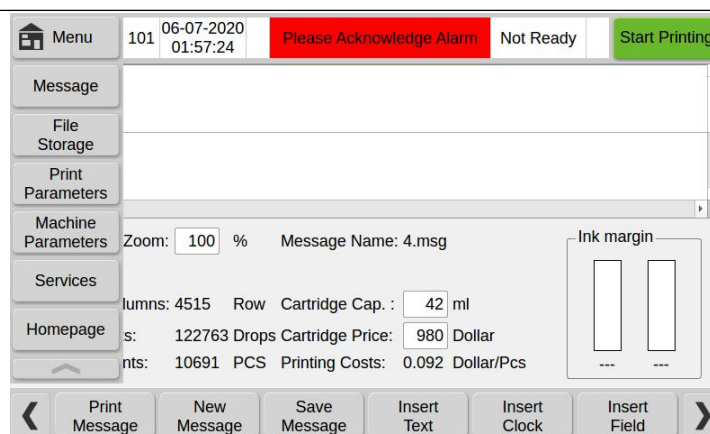 Menu
101
06-07-2020
01:57:24
Please Acknowledge Alarm
Not Ready
Start Printing
Message
File
Storage
Print
Parameters
Machine
Parameters
Services
Homepage
Zoom: 100 %
Message Name: 4.msg
Ink margin
lumns: 4515 Row
Cartridge Cap. : 42 ml
s: 122763 Drops
Cartridge Price: 980 Dollar
nts: 10691 PCS
Printing Costs: 0.092 Dollar/Pcs
--- ---
Print
Message
New
Message
Save
Message
Insert
Text
Insert
Clock
Insert
Field